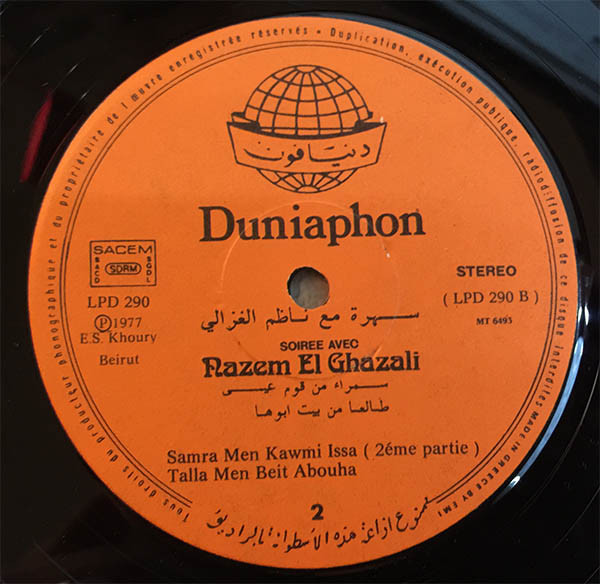 Tous droits du producteur phonographique et du propriétaire de l'œuvre enregistrée réservés • Duplication, exécution publique, radiodiffusion de ce disque interdites MADE IN GREECE BY EMI
دنيا فون
Duniaphon
SACEM
SACD
SDRM
SGDL
LPD 290
Ⓟ 1977
E.S. Khoury
Beirut
STEREO
( LPD 290 B )
MT 6495
سهرة مع ناظم الغزالي
SOIREE AVEC
Nazem El Ghazali
سمراء من قوم عيسى
طالعا من بيت ابوها
Samra Men Kawmi Issa ( 2éme partie )
Talla Men Beit Abouha
2
ممنوع اذاعة هذه الأسطوانة بالراديو